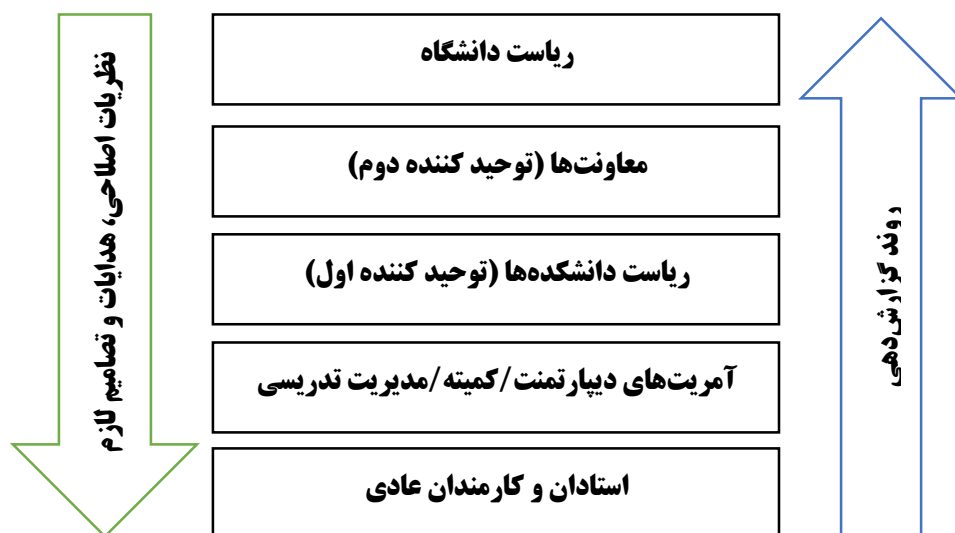 ریاست دانشگاه
معاونت‌ها (توحید کننده دوم)
ریاست دانشکده‌ها (توحید کننده اول)
آمریت‌های دیپارتمنت/کمیته/مدیریت تدریسی
استادان و کارمندان عادی
روند گزارش‌دهی
نظریات اصلاحی، هدایات و تصامیم لازم